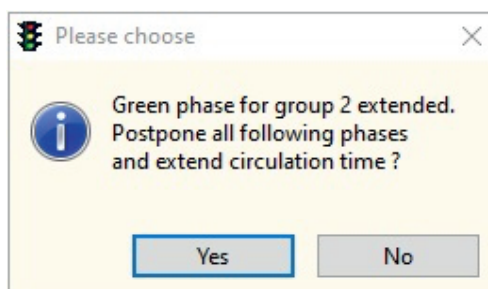 Please choose
Green phase for group 2 extended.
Postpone all following phases
and extend circulation time ?
Yes
No